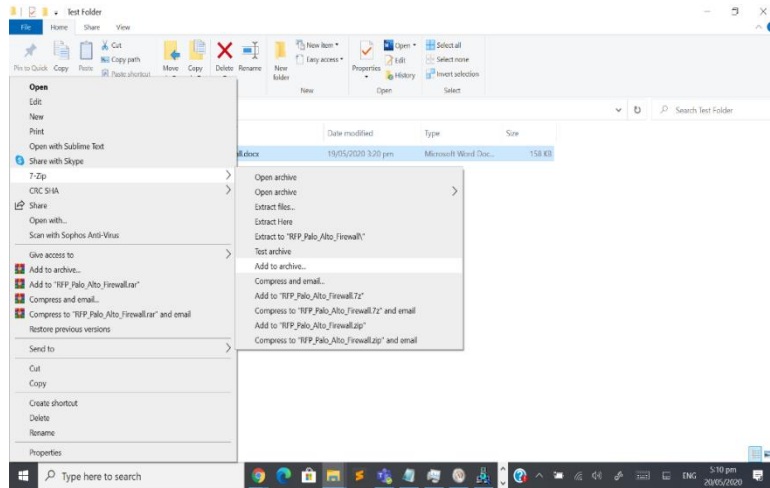 Test Folder
File Home Share View
Pin to Quick Copy Paste
Cut
Copy path
Paste shortcut
Move Copy Delete Rename
New folder
New item
Easy access
Properties
Open
Edit
History
Select all
Select none
Invert selection
New Open Select
Search Test Folder
Date modified Type Size
all.docx 19/05/2020 3:20 pm Microsoft Word Doc... 158 KB
Open
Edit
New
Print
Open with Sublime Text
Share with Skype
7-Zip
CRC SHA
Share
Open with...
Scan with Sophos Anti-Virus
Give access to
Add to archive...
Add to "RFP_Palo_Alto_Firewall.rar"
Compress and email...
Compress to "RFP_Palo_Alto_Firewall.rar" and email
Restore previous versions
Send to
Cut
Copy
Create shortcut
Delete
Rename
Properties
Open archive
Open archive
Extract files...
Extract Here
Extract to "RFP_Palo_Alto_Firewall\"
Test archive
Add to archive...
Compress and email...
Add to "RFP_Palo_Alto_Firewall.7z"
Compress to "RFP_Palo_Alto_Firewall.7z" and email
Add to "RFP_Palo_Alto_Firewall.zip"
Compress to "RFP_Palo_Alto_Firewall.zip" and email
Type here to search
ENG
5:10 pm
20/05/2020